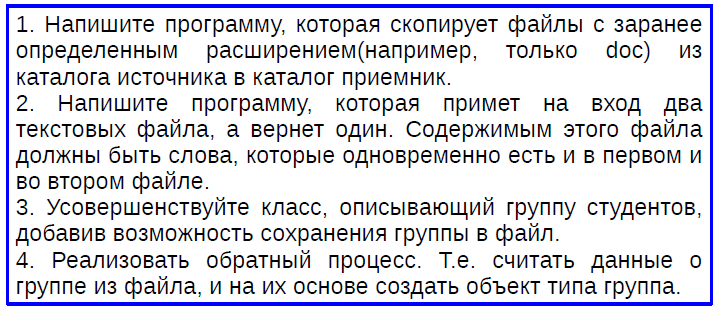 1. Напишите программу, которая скопирует файлы с заранее
определенным расширением(например, только doc) из
каталога источника в каталог приемник.
2. Напишите программу, которая примет на вход два
текстовых файла, а вернет один. Содержимым этого файла
должны быть слова, которые одновременно есть и в первом и
во втором файле.
3. Усовершенствуйте класс, описывающий группу студентов,
добавив возможность сохранения группы в файл.
4. Реализовать обратный процесс. Т.е. считать данные о
группе из файла, и на их основе создать объект типа группа.